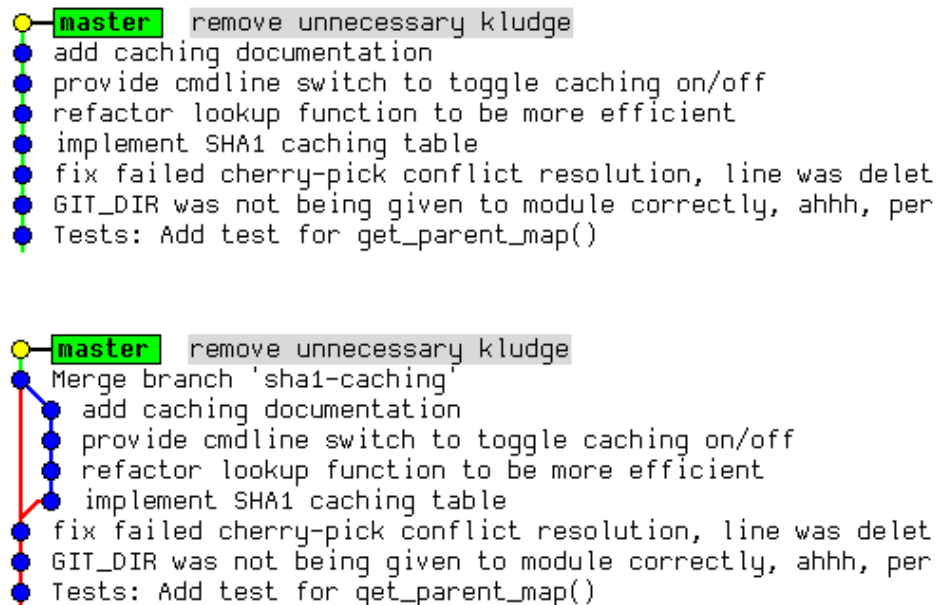 master remove unnecessary kludge
add caching documentation
provide cmdline switch to toggle caching on/off
refactor lookup function to be more efficient
implement SHA1 caching table
fix failed cherry-pick conflict resolution, line was delet
GIT_DIR was not being given to module correctly, ahhh, per
Tests: Add test for get_parent_map()
master remove unnecessary kludge
Merge branch 'sha1-caching'
add caching documentation
provide cmdline switch to toggle caching on/off
refactor lookup function to be more efficient
implement SHA1 caching table
fix failed cherry-pick conflict resolution, line was delet
GIT_DIR was not being given to module correctly, ahhh, per
Tests: Add test for get_parent_map()